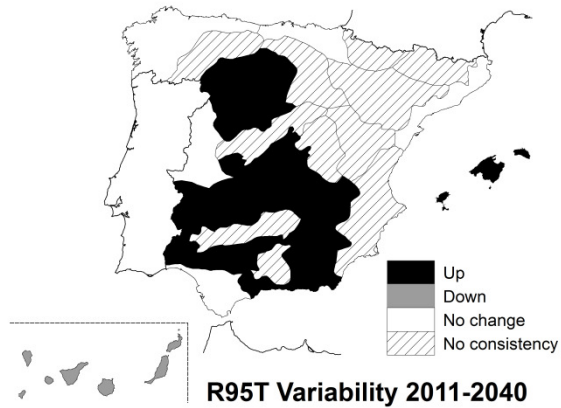 Up
Down
No change
No consistency
R95T Variability 2011-2040